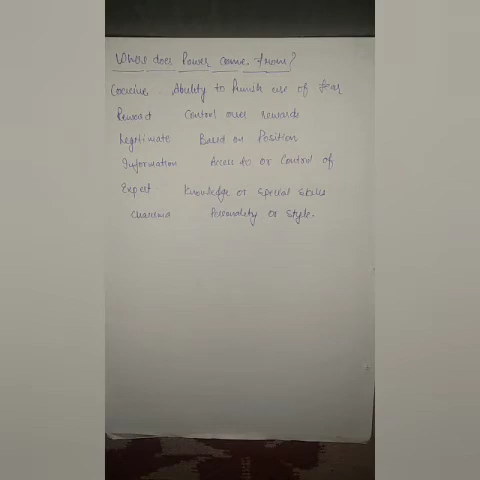 Where does Power come from?
Coercive Ability to Punish use of Fear
Reward Control over rewards
Legitimate Based on Position
Information Access to or Control of
Expert Knowledge or Special Skills
Charisma Personality or Style.